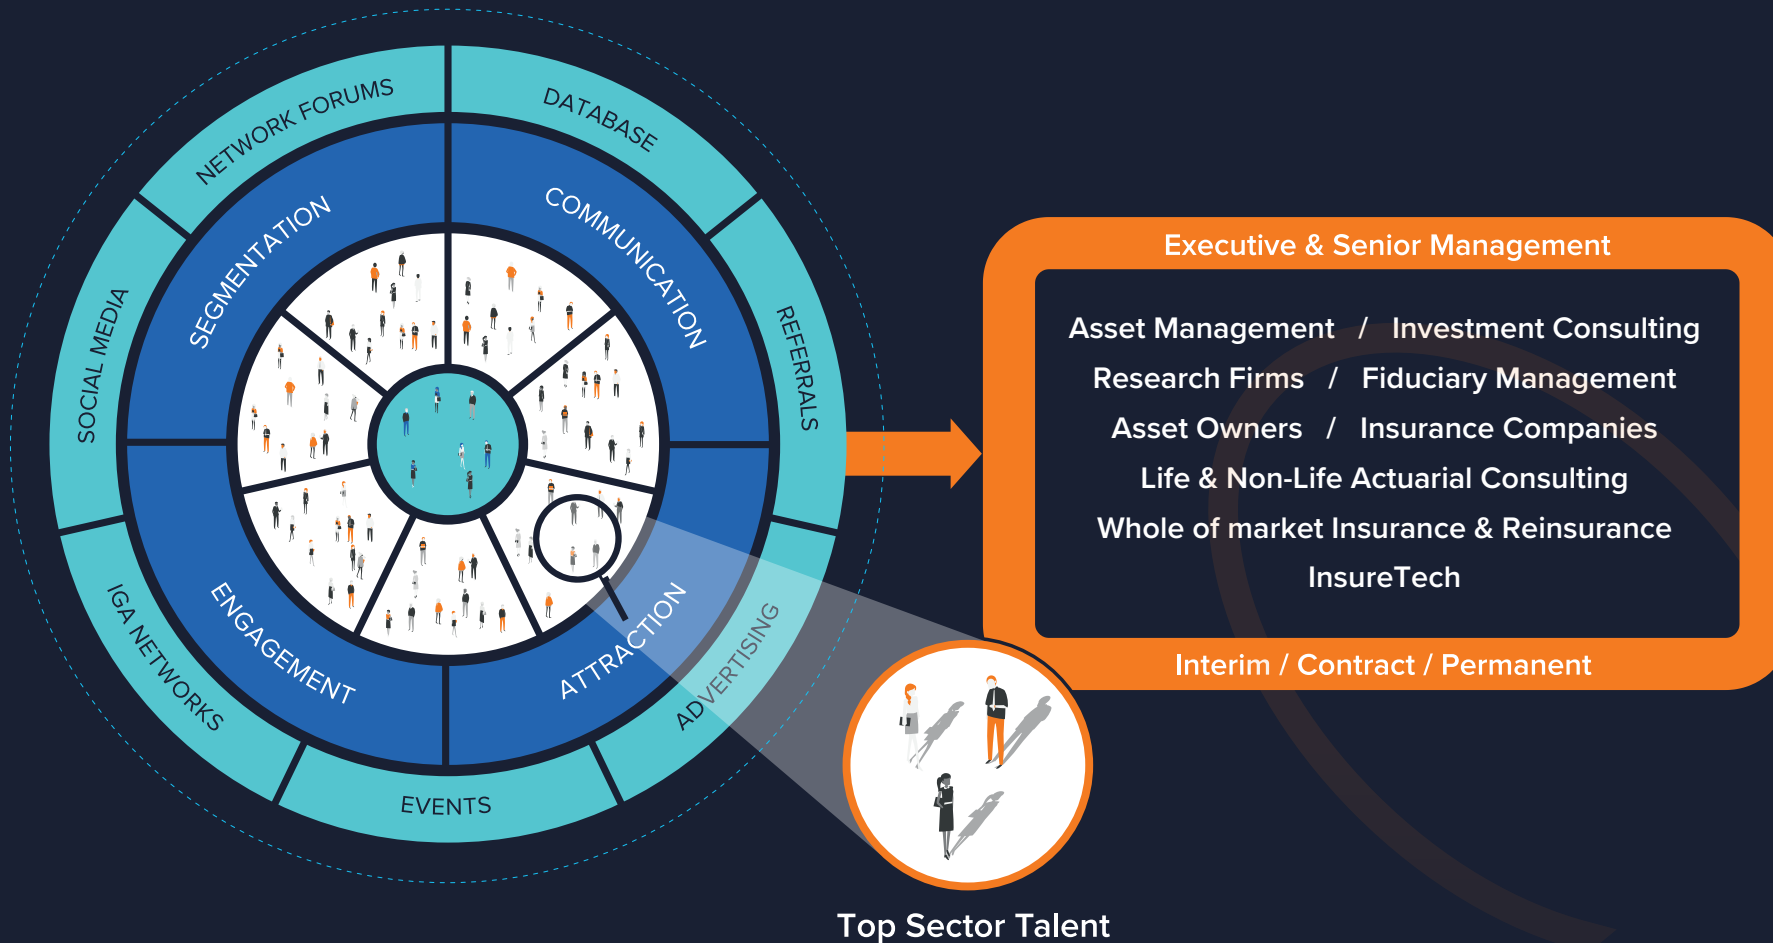 NETWORK FORUMS
DATABASE
REFERRALS
ADVERTISING
EVENTS
IGA NETWORKS
SOCIAL MEDIA
SEGMENTATION
COMMUNICATION
ATTRACTION
ENGAGEMENT
Executive & Senior Management
Asset Management / Investment Consulting
Research Firms / Fiduciary Management
Asset Owners / Insurance Companies
Life & Non-Life Actuarial Consulting
Whole of market Insurance & Reinsurance
InsureTech
Interim / Contract / Permanent
Top Sector Talent